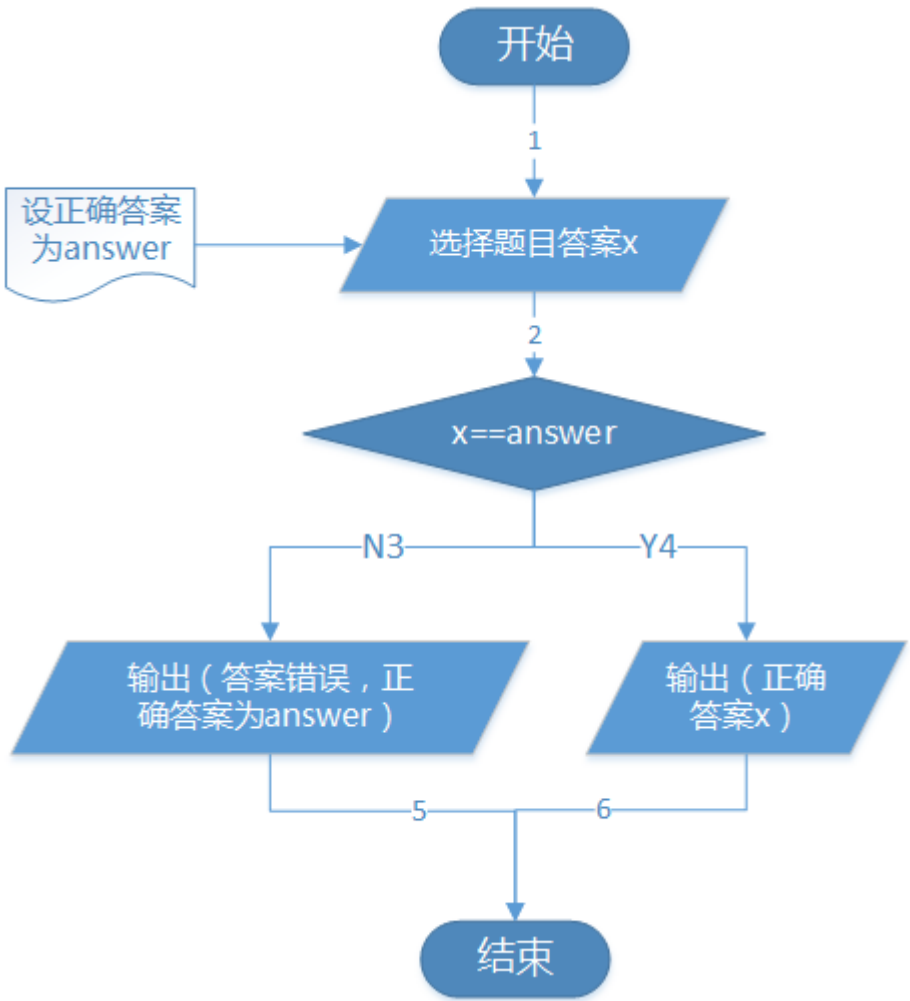 开始
1
设正确答案
为answer
选择题目答案x
2
x==answer
N3
Y4
输出（答案错误，正
确答案为answer）
输出（正确
答案x）
5
6
结束